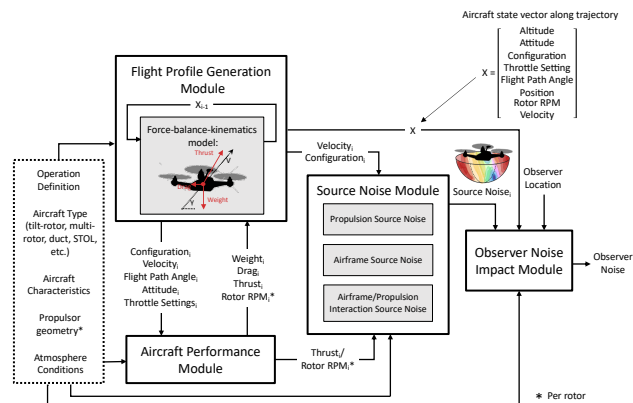 Aircraft state vector along trajectory
X =
Altitude
Attitude
Configuration
Throttle Setting
Flight Path Angle
Position
Rotor RPM
Velocity
Flight Profile Generation
Module
Xi-1
Force-balance-kinematics
model:
Thrust
V
Drag
γ
Weight
X
Velocityi
Configurationi
Operation
Definition
Aircraft Type
(tilt-rotor, multi-
rotor, duct, STOL,
etc.)
Aircraft
Characteristics
Propulsor
geometry*
Atmosphere
Conditions
Configurationi
Velocityi
Flight Path Anglei
Attitudei
Throttle Settingsi
Weighti
Dragi
Thrusti
Rotor RPMi*
Aircraft Performance
Module
Thrusti/
Rotor RPMi*
Source Noise Module
Propulsion Source Noise
Airframe Source Noise
Airframe/Propulsion
Interaction Source Noise
Source Noisei
Observer
Location
Observer Noise
Impact Module
Observer
Noise
* Per rotor